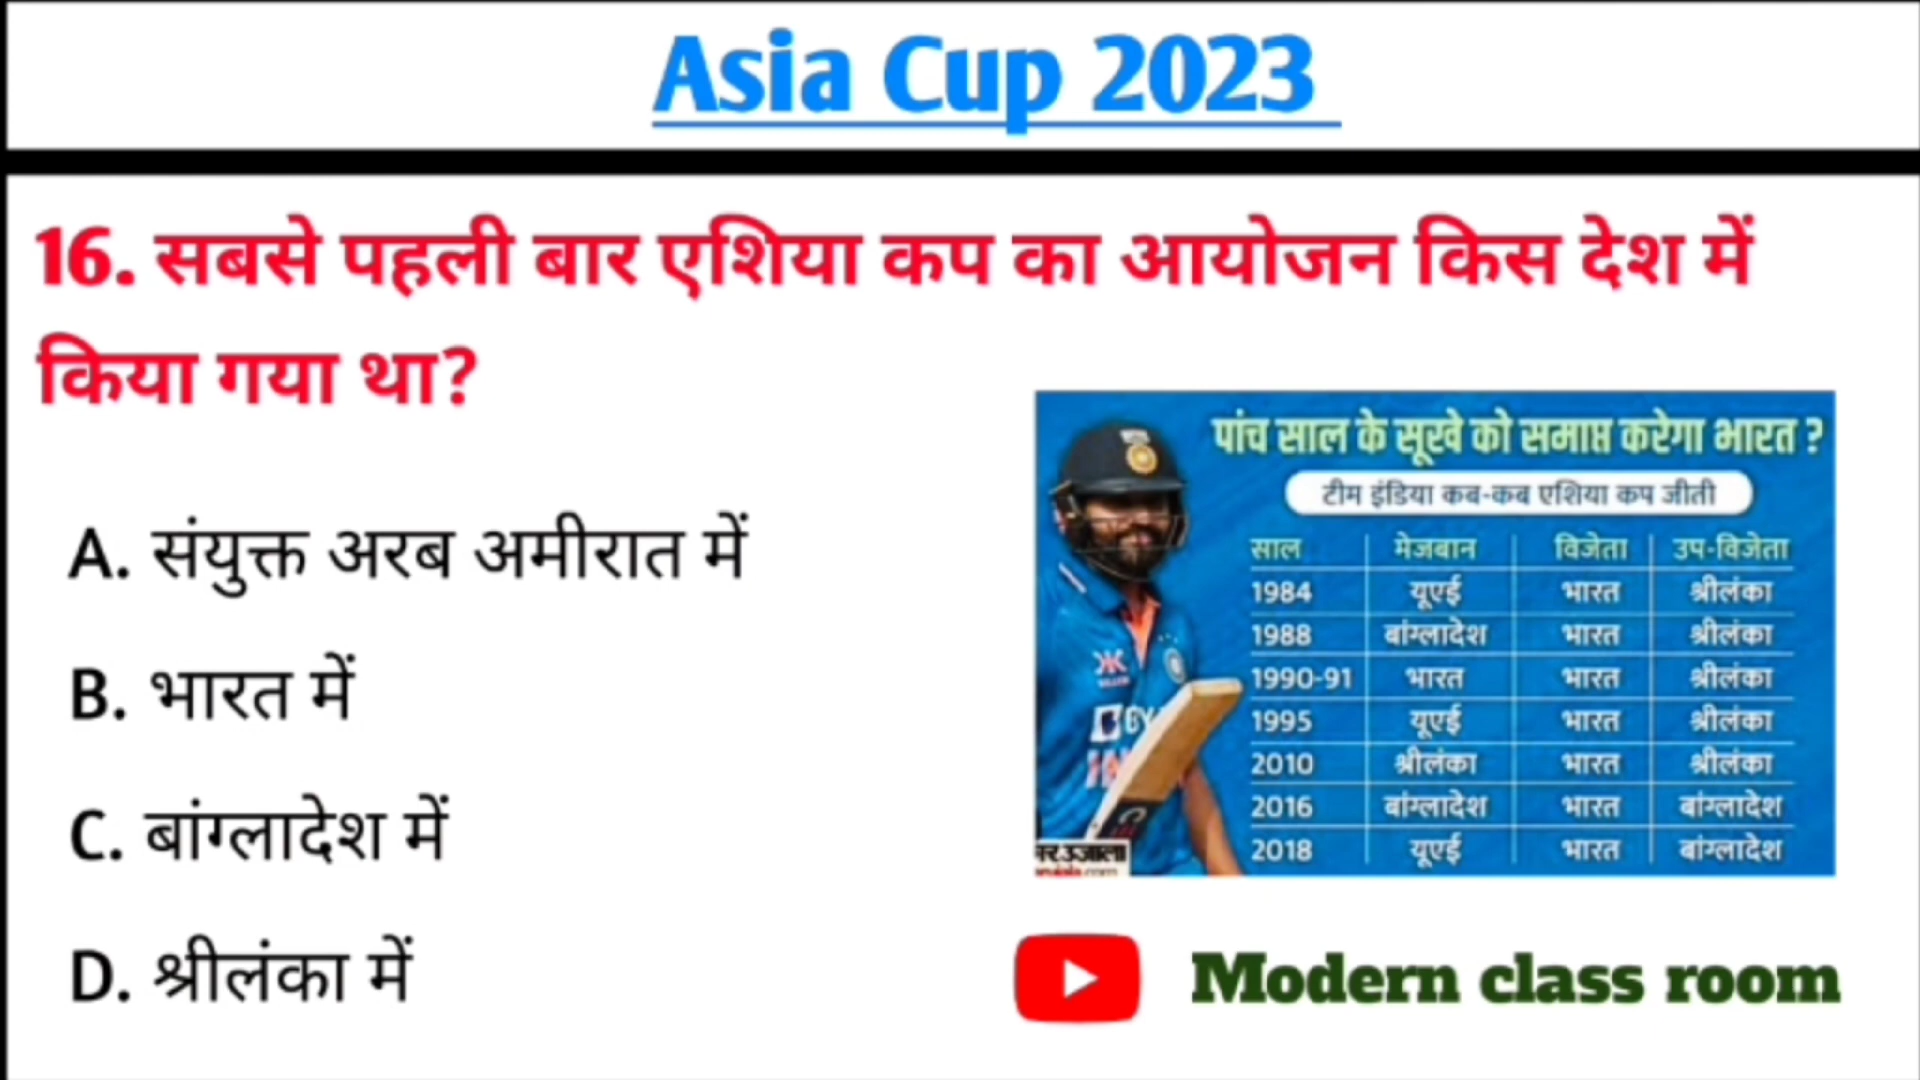 Asia Cup 2023
16. सबसे पहली बार एशिया कप का आयोजन किस देश में
किया गया था?
A. संयुक्त अरब अमीरात में
B. भारत में
C. बांग्लादेश में
D. श्रीलंका में
पांच साल के सूखे को समाप्त करेगा भारत ?
टीम इंडिया कब-कब एशिया कप जीती
साल मेजबान विजेता उप-विजेता
1984 यूएई भारत श्रीलंका
1988 बांग्लादेश भारत श्रीलंका
1990-91 भारत भारत श्रीलंका
1995 यूएई भारत श्रीलंका
2010 श्रीलंका भारत श्रीलंका
2016 बांग्लादेश भारत बांग्लादेश
2018 यूएई भारत बांग्लादेश
Modern class room